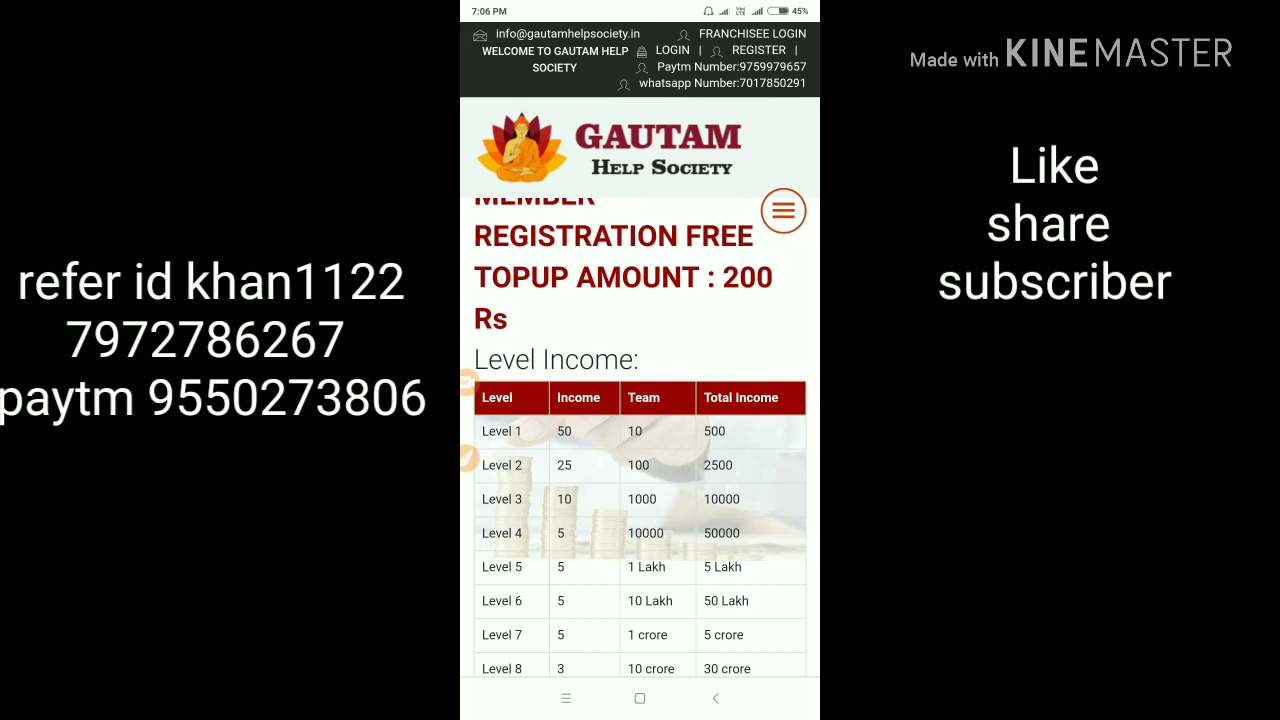 7:06 PM
VoLTE
45%
info@gautamhelpsociety.in
FRANCHISEE LOGIN
WELCOME TO GAUTAM HELP
SOCIETY
LOGIN | REGISTER |
Paytm Number:9759979657
whatsapp Number:7017850291
GAUTAM
HELP SOCIETY
MEMBER
REGISTRATION FREE
TOPUP AMOUNT : 200
Rs
Level Income:
Level Income Team Total Income
Level 1 50 10 500
Level 2 25 100 2500
Level 3 10 1000 10000
Level 4 5 10000 50000
Level 5 5 1 Lakh 5 Lakh
Level 6 5 10 Lakh 50 Lakh
Level 7 5 1 crore 5 crore
Level 8 3 10 crore 30 crore
refer id khan1122
7972786267
paytm 9550273806
Made with KINEMASTER
Like
share
subscriber